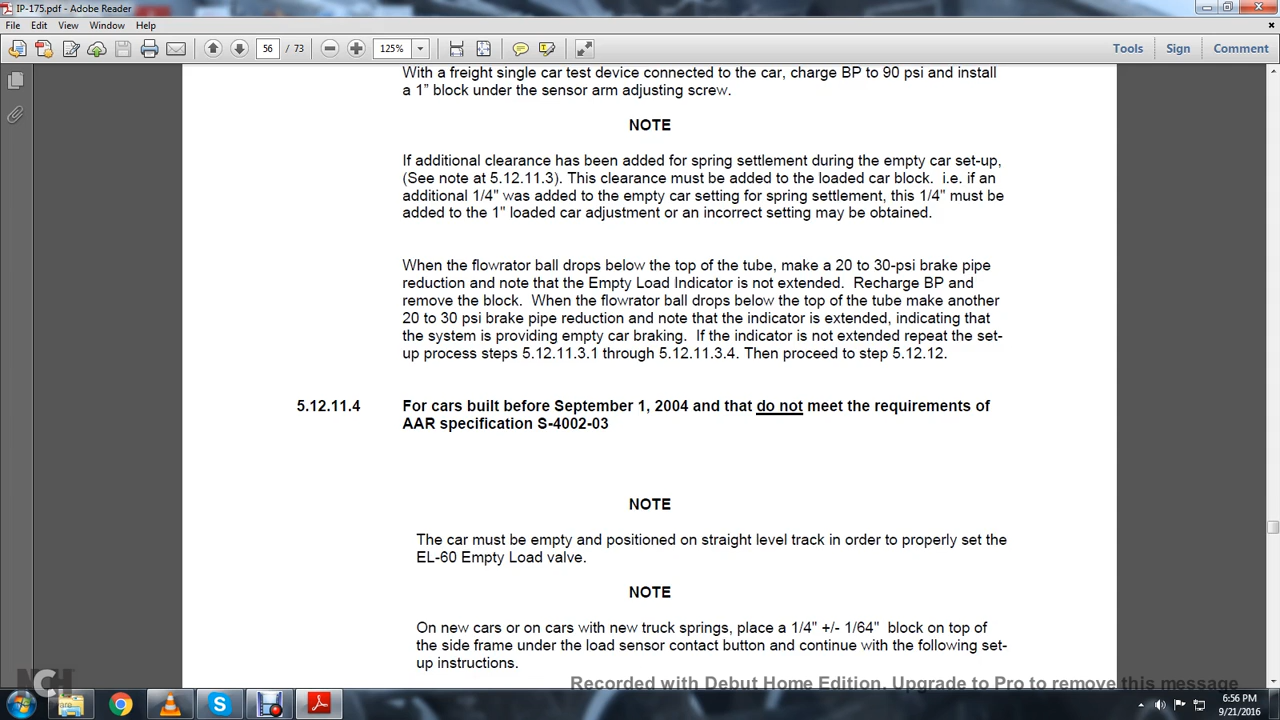 IP-175.pdf - Adobe Reader
File Edit View Window Help
56 / 73 125% Tools Sign Comment
With a freight single car test device connected to the car, charge BP to 90 psi and install
a 1” block under the sensor arm adjusting screw.
NOTE
If additional clearance has been added for spring settlement during the empty car set-up,
(See note at 5.12.11.3). This clearance must be added to the loaded car block. i.e. if an
additional 1/4" was added to the empty car setting for spring settlement, this 1/4" must be
added to the 1" loaded car adjustment or an incorrect setting may be obtained.
When the flowrator ball drops below the top of the tube, make a 20 to 30-psi brake pipe
reduction and note that the Empty Load Indicator is not extended. Recharge BP and
remove the block. When the flowrator ball drops below the top of the tube make another
20 to 30 psi brake pipe reduction and note that the indicator is extended, indicating that
the system is providing empty car braking. If the indicator is not extended repeat the set-
up process steps 5.12.11.3.1 through 5.12.11.3.4. Then proceed to step 5.12.12.
5.12.11.4 For cars built before September 1, 2004 and that do not meet the requirements of
AAR specification S-4002-03
NOTE
The car must be empty and positioned on straight level track in order to properly set the
EL-60 Empty Load valve.
NOTE
On new cars or on cars with new truck springs, place a 1/4" +/- 1/64" block on top of
the side frame under the load sensor contact button and continue with the following set-
up instructions.
Recorded with Debut Home Edition. Upgrade to Pro to remove this message
NCH
6:56 PM
9/21/2016